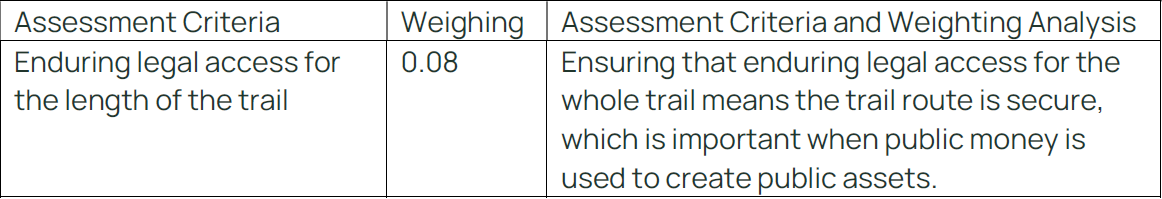 Assessment Criteria Weighing Assessment Criteria and Weighting Analysis
Enduring legal access for
the length of the trail
0.08
Ensuring that enduring legal access for the
whole trail means the trail route is secure,
which is important when public money is
used to create public assets.